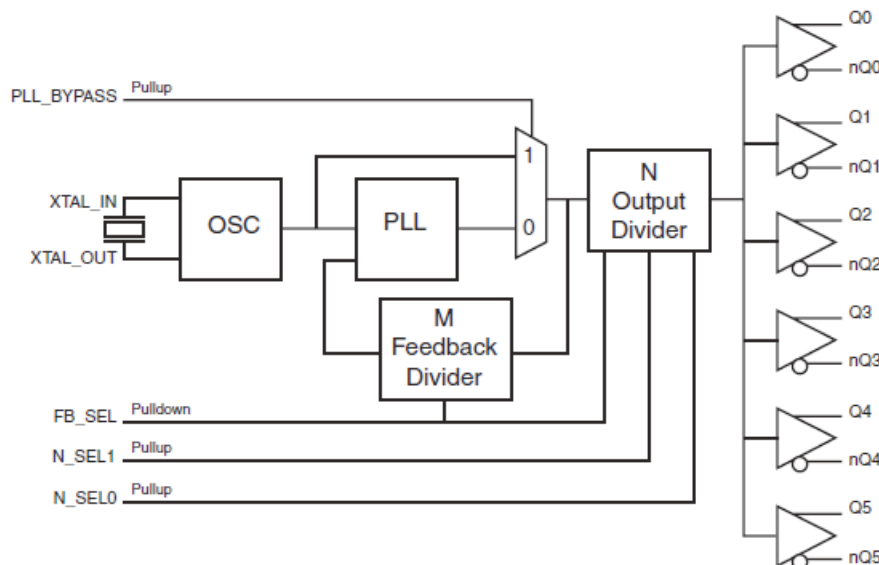 PLL_BYPASS Pullup
XTAL_IN
XTAL_OUT
OSC
PLL
1
0
N
Output
Divider
M
Feedback
Divider
FB_SEL Pulldown
N_SEL1 Pullup
N_SEL0 Pullup
Q0
nQ0
Q1
nQ1
Q2
nQ2
Q3
nQ3
Q4
nQ4
Q5
nQ5